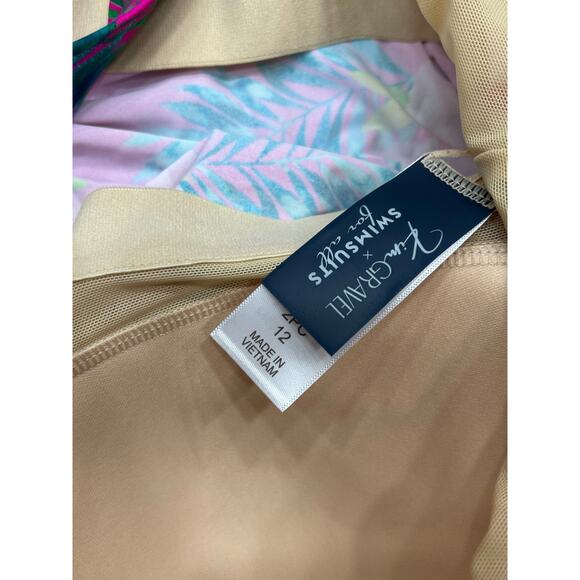 Kim GRAVEL
×
SWIMSUITS
for all
2PC
12
MADE IN
VIETNAM